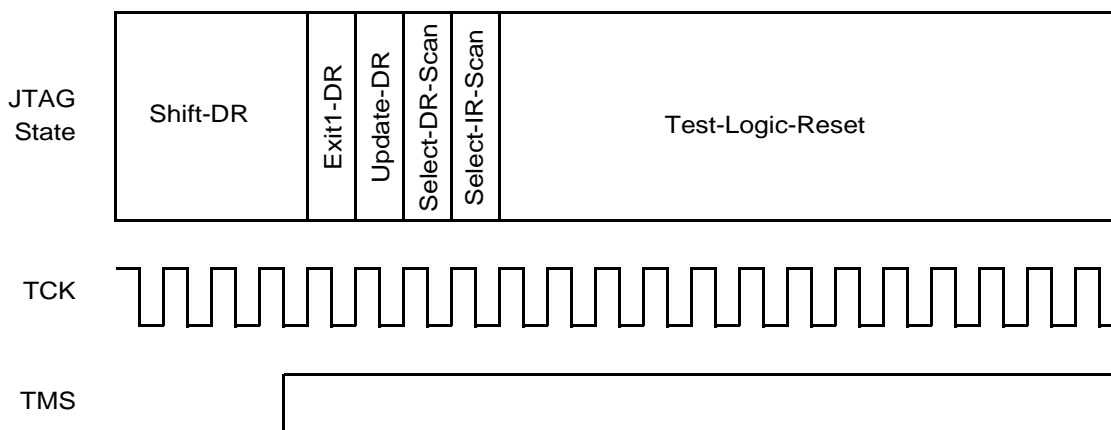 JTAG
State
Shift-DR
Exit1-DR
Update-DR
Select-DR-Scan
Select-IR-Scan
Test-Logic-Reset
TCK
TMS